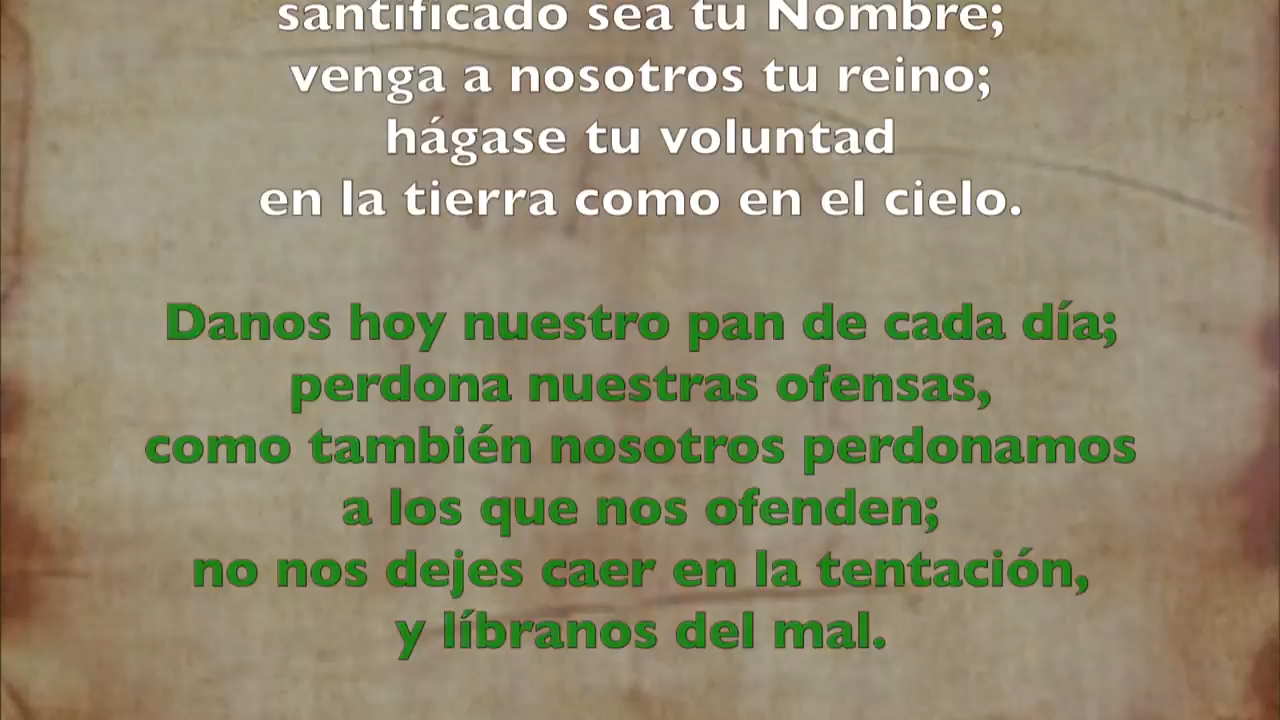 santificado sea tu Nombre;
venga a nosotros tu reino;
hágase tu voluntad
en la tierra como en el cielo.
Danos hoy nuestro pan de cada día;
perdona nuestras ofensas,
como también nosotros perdonamos
a los que nos ofenden;
no nos dejes caer en la tentación,
y líbranos del mal.